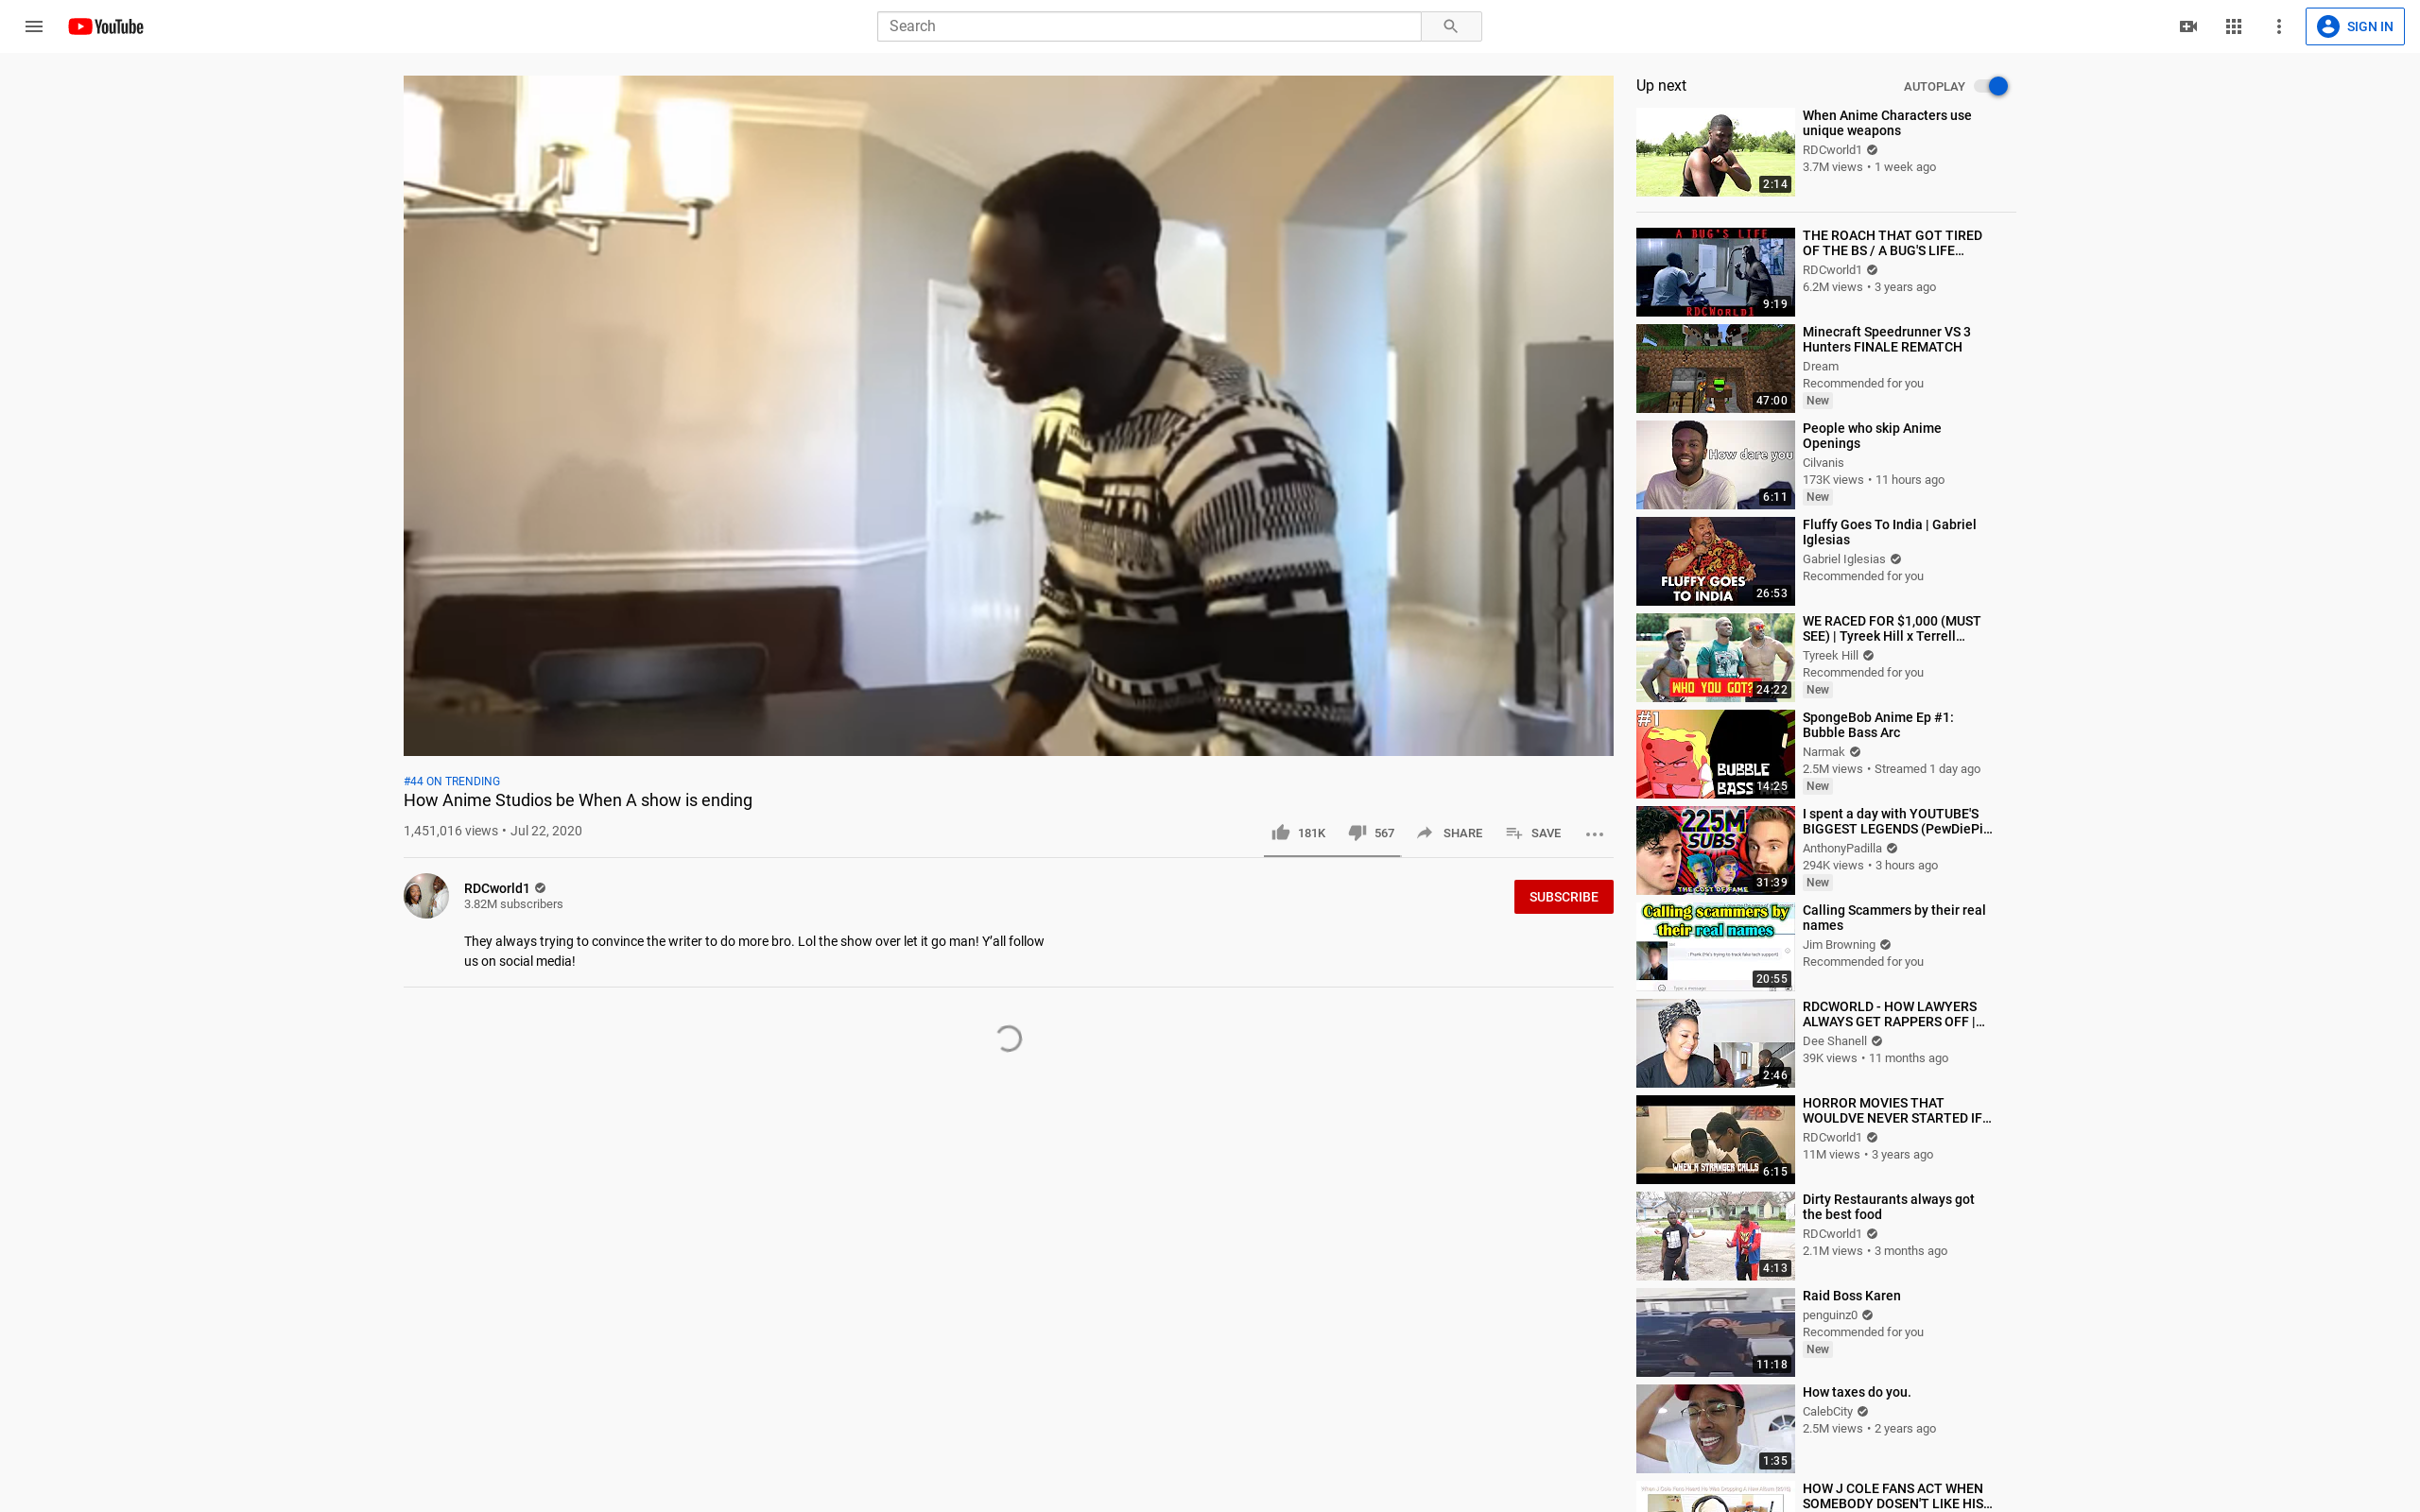 YouTube
Search
SIGN IN
#44 ON TRENDING
How Anime Studios be When A show is ending
1,451,016 views • Jul 22, 2020
181K
567
SHARE
SAVE
RDCworld1
3.82M subscribers
SUBSCRIBE
They always trying to convince the writer to do more bro. Lol the show over let it go man! Y'all follow
us on social media!
Up next
AUTOPLAY
2:14
When Anime Characters use
unique weapons
RDCworld1
3.7M views • 1 week ago
A BUG'S LIFE
RDCWorld1
9:19
THE ROACH THAT GOT TIRED
OF THE BS / A BUG'S LIFE...
RDCworld1
6.2M views • 3 years ago
47:00
Minecraft Speedrunner VS 3
Hunters FINALE REMATCH
Dream
Recommended for you
New
How dare you
6:11
People who skip Anime
Openings
Cilvanis
173K views • 11 hours ago
New
FLUFFY GOES
TO INDIA
26:53
Fluffy Goes To India | Gabriel
Iglesias
Gabriel Iglesias
Recommended for you
WHO YOU GOT?
24:22
WE RACED FOR $1,000 (MUST
SEE) | Tyreek Hill x Terrell...
Tyreek Hill
Recommended for you
New
#1
BUBBLE
BASS ARC
14:25
SpongeBob Anime Ep #1:
Bubble Bass Arc
Narmak
2.5M views • Streamed 1 day ago
New
225M
SUBS
THE COST OF FAME
31:39
I spent a day with YOUTUBE'S
BIGGEST LEGENDS (PewDiePi...
AnthonyPadilla
294K views • 3 hours ago
New
Calling scammers by
their real names
Prank (He's trying to track fake tech support)
Type a message
20:55
Calling Scammers by their real
names
Jim Browning
Recommended for you
2:46
RDCWORLD - HOW LAWYERS
ALWAYS GET RAPPERS OFF |...
Dee Shanell
39K views • 11 months ago
WHEN A STRANGER CALLS
6:15
HORROR MOVIES THAT
WOULDVE NEVER STARTED IF...
RDCworld1
11M views • 3 years ago
4:13
Dirty Restaurants always got
the best food
RDCworld1
2.1M views • 3 months ago
11:18
Raid Boss Karen
penguinz0
Recommended for you
New
1:35
How taxes do you.
CalebCity
2.5M views • 2 years ago
HOW J COLE FANS ACT WHEN
SOMEBODY DOSEN'T LIKE HIS...